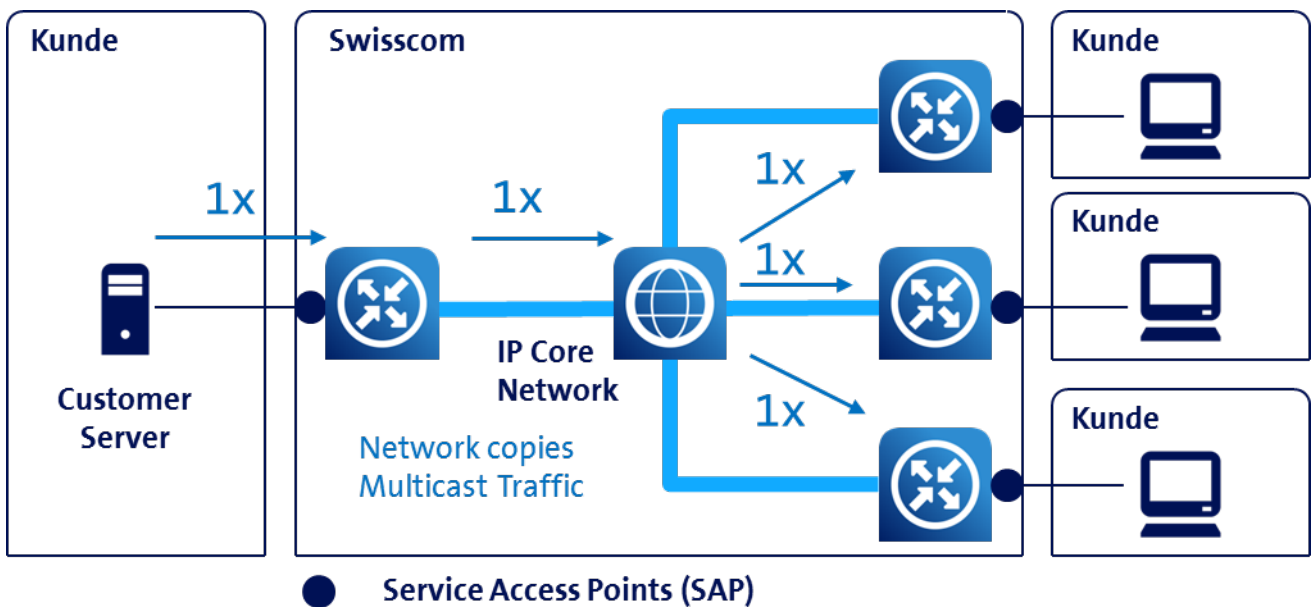 Kunde
Swisscom
Kunde
1x
1x
1x
1x
1x
Kunde
Kunde
IP Core
Network
Customer
Server
Network copies
Multicast Traffic
Service Access Points (SAP)